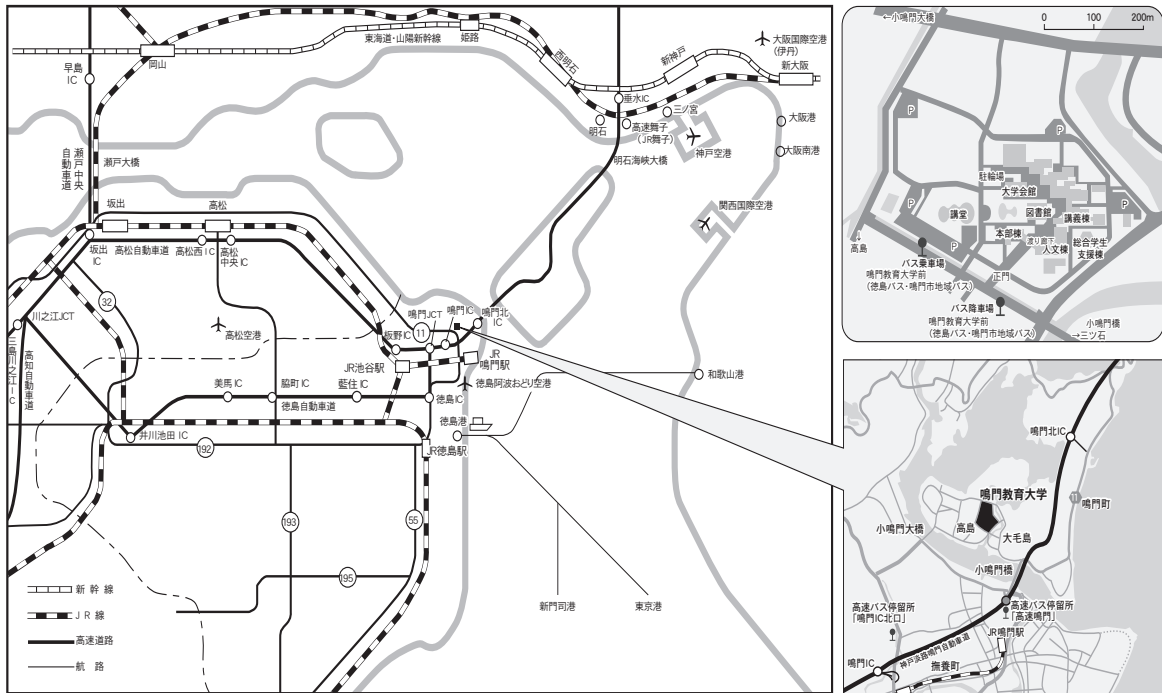 東海道・山陽新幹線
姫路
岡山
早島
IC
西明石
新神戸
大阪国際空港
(伊丹)
新大阪
垂水IC
三ノ宮
明石
高速舞子
(JR舞子)
神戸空港
大阪港
大阪南港
明石海峡大橋
関西国際空港
瀬戸中央
自動車道
瀬戸大橋
坂出
高松
坂出
IC
高松自動車道
高松西IC
高松
中央IC
32
川之江JCT
三島川之江IC
高知自動車道
高松空港
11
板野IC
鳴門JCT
鳴門IC
鳴門北
IC
JR池谷駅
JR
鳴門駅
徳島阿波おどり空港
美馬IC
脇町IC
藍住IC
徳島自動車道
徳島IC
徳島港
JR徳島駅
井川池田IC
和歌山港
192
193
55
195
新門司港
東京港
新幹線
JR線
高速道路
航路
←小鳴門大橋
0 100 200m
P
P
P
P
P
駐輪場
大学会館
講堂
図書館
講義棟
本部棟
渡り廊下
人文棟
総合学生
支援棟
←高島
バス乗車場
鳴門教育大学前
(徳島バス・鳴門市地域バス)
正門
バス降車場
鳴門教育大学前
(徳島バス・鳴門市地域バス)
小鳴門橋
→三ツ石
鳴門北IC
鳴門教育大学
11
鳴門町
高島
小鳴門大橋
大毛島
小鳴門橋
高速バス停留所
「鳴門IC北口」
高速バス停留所
「高速鳴門」
JR鳴門駅
神戸淡路鳴門自動車道
鳴門IC
撫養町